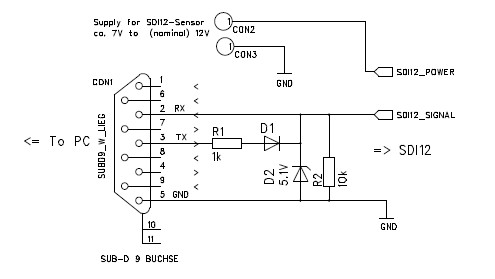 Supply for SDI12-Sensor
ca. 7V to (nominal) 12V
1
CON2
1
CON3
GND
SDI12_POWER
CON1
1
6
2
RX
SDI12_SIGNAL
7
3
TX
R1
1k
D1
<= To PC
SUBD9_W_LIEG
8
4
9
5
GND
D2
5.1V
R2
10k
=> SDI12
GND
10
11
SUB-D 9 BUCHSE